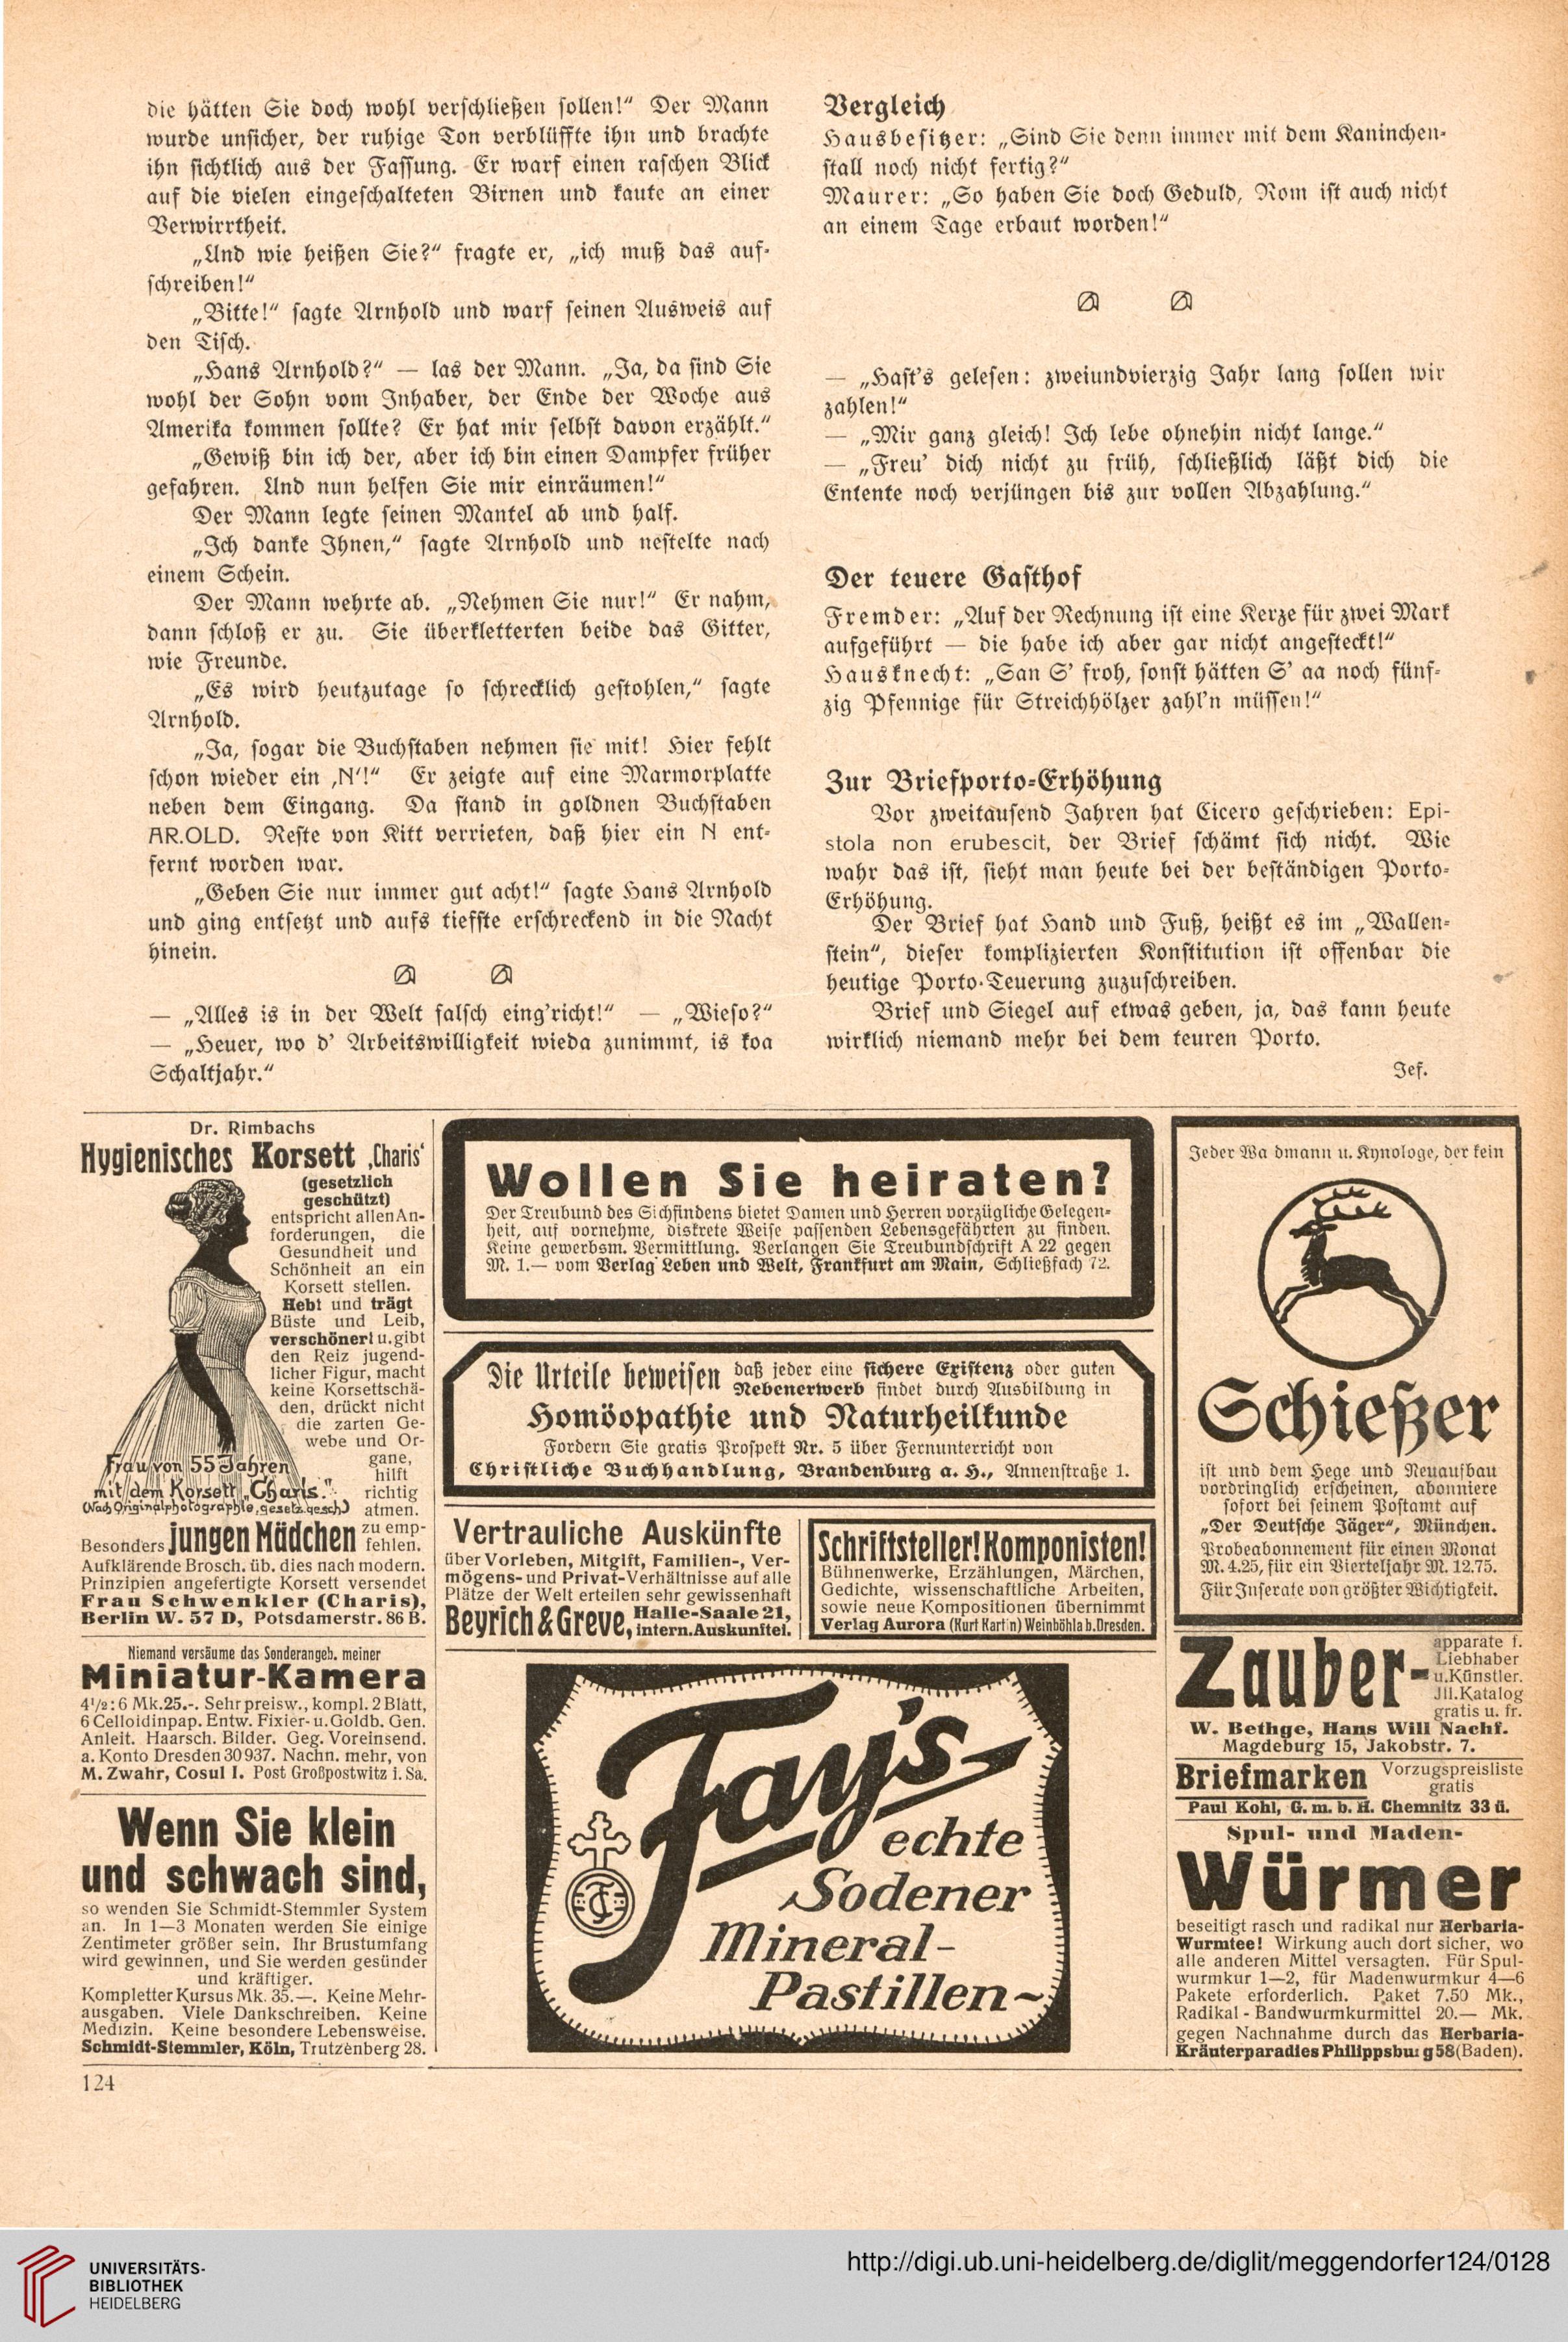 die hätten Sie doch wohl verschließen sollen!“ Der Mann
wurde unsicher, der ruhige Ton verblüffte ihn und brachte
ihn sichtlich aus der Fassung. Er warf einen raschen Blick
auf die vielen eingeschalteten Birnen und kaute an einer
Verwirrtheit.
„Und wie heißen Sie?“ fragte er, „ich muß das auf-
schreiben!“
„Bitte!“ sagte Arnhold und warf seinen Ausweis auf
den Tisch.
„Hans Arnhold?“ — las der Mann. „Ja, da sind Sie
wohl der Sohn vom Inhaber, der Ende der Woche aus
Amerika kommen sollte? Er hat mir selbst davon erzählt.“
„Gewiß bin ich der, aber ich bin einen Dampfer früher
gefahren. Und nun helfen Sie mir einräumen!“
Der Mann legte seinen Mantel ab und half.
„Ich danke Ihnen,“ sagte Arnhold und nestelte nach
einem Schein.
Der Mann wehrte ab. „Nehmen Sie nur!“ Er nahm,
dann schloß er zu. Sie überkletterten beide das Gitter,
wie Freunde.
„Es wird heutzutage so schrecklich gestohlen,“ sagte
Arnhold.
„Ja, sogar die Buchstaben nehmen sie mit! Hier fehlt
schon wieder ein ‚N‘!“ Er zeigte auf eine Marmorplatte
neben dem Eingang. Da stand in goldnen Buchstaben
AR.OLD. Reste von Kitt verrieten, daß hier ein N ent-
fernt worden war.
„Geben Sie nur immer gut acht!“ sagte Hans Arnhold
und ging entsetzt und aufs tiefste erschreckend in die Nacht
hinein.
— „Alles is in der Welt falsch eing’richt!“ — „Wieso?“
— „Heuer, wo d’ Arbeitswilligkeit wieda zunimmt, is koa
Schaltjahr.“
Vergleich
Hausbesitzer: „Sind Sie denn immer mit dem Kaninchen-
stall noch nicht fertig?“
Maurer: „So haben Sie doch Geduld, Rom ist auch nicht
an einem Tage erbaut worden!“
— „Hast’s gelesen: zweiundvierzig Jahr lang sollen wir
zahlen!“
— „Mir ganz gleich! Ich lebe ohnehin nicht lange.“
— „Freu’ dich nicht zu früh, schließlich läßt dich die
Entente noch verjüngen bis zur vollen Abzahlung.“
Der teuere Gasthof
Fremder: „Auf der Rechnung ist eine Kerze für zwei Mark
aufgeführt — die habe ich aber gar nicht angesteckt!“
Hausknecht: „San S’ froh, sonst hätten S’ aa noch fünf-
zig Pfennige für Streichhölzer zahl’n müssen!“
Zur Briefporto-Erhöhung
Vor zweitausend Jahren hat Cicero geschrieben: Epi-
stola non erubescit, der Brief schämt sich nicht. Wie
wahr das ist, sieht man heute bei der beständigen Porto-
Erhöhung.
Der Brief hat Hand und Fuß, heißt es im „Wallen-
stein“, dieser komplizierten Konstitution ist offenbar die
heutige Porto-Teuerung zuzuschreiben.
Brief und Siegel auf etwas geben, ja, das kann heute
wirklich niemand mehr bei dem teuren Porto.
Jef.
Dr. Rimbachs
Hygienisches Korsett ‚Charis‘
(gesetzlich
geschützt)
entspricht allen An-
forderungen, die
Gesundheit und
Schönheit an ein
Korsett stellen.
Hebt und trägt
Büste und Leib,
verschönert u. gibt
den Reiz jugend-
licher Figur, macht
keine Korsettschä-
den, drückt nicht
die zarten Ge-
webe und Or-
gane,
hilft
richtig
atmen.
Frau von 55 Jahren
mit dem Korsett „Charis.“
(Nach Originalphotographie, gesetz. gesch.)
Besonders jungen Mädchen zu emp-
fehlen.
Aufklärende Brosch. üb. dies nach modern.
Prinzipien angefertigte Korsett versendet
Frau Schwenkler (Charis),
Berlin W. 57 D, Potsdamerstr. 86 B.
Niemand versäume das Sonderangeb. meiner
Miniatur-Kamera
4½ : 6 Mk. 25.-. Sehr preisw., kompl. 2 Blatt,
6 Celloidinpap. Entw. Fixier- u. Goldb. Gen.
Anleit. Haarsch. Bilder. Geg. Voreinsend.
a. Konto Dresden 30 937. Nachn. mehr, von
M. Zwahr, Cosul I. Post Großpostwitz i. Sa.
Wenn Sie klein
und schwach sind,
so wenden Sie Schmidt-Stemmler System
an. In 1—3 Monaten werden Sie einige
Zentimeter größer sein. Ihr Brustumfang
wird gewinnen, und Sie werden gesünder
und kräftiger.
Kompletter Kursus Mk. 35.—. Keine Mehr-
ausgaben. Viele Dankschreiben. Keine
Medizin. Keine besondere Lebensweise.
Schmidt-Stemmler, Köln, Trutzenberg 28.
Wollen Sie heiraten?
Der Treubund des Sichfindens bietet Damen und Herren vorzügliche Gelegen-
heit, auf vornehme, diskrete Weise passenden Lebensgefährten zu finden.
Keine gewerbsm. Vermittlung. Verlangen Sie Treubundschrift A 22 gegen
M. 1.— vom Verlag Leben und Welt, Frankfurt am Main, Schließfach 72.
Die Urteile beweisen daß jeder eine sichere Existenz oder guten
Nebenerwerb findet durch Ausbildung in
Homöopathie und Naturheilkunde
Fordern Sie gratis Prospekt Nr. 5 über Fernunterricht von
Christliche Buchhandlung, Brandenburg a. H., Annenstraße 1.
Vertrauliche Auskünfte
über Vorleben, Mitgift, Familien-, Ver-
mögens- und Privat-Verhältnisse auf alle
Plätze der Welt erteilen sehr gewissenhaft
Beyrich & Greve, Halle-Saale 21,
intern. Auskunftei.
Schriftsteller! Komponisten!
Bühnenwerke, Erzählungen, Märchen,
Gedichte, wissenschaftliche Arbeiten,
sowie neue Kompositionen übernimmt
Verlag Aurora (Kurt Martin) Weinböhla b. Dresden.
Fay's
echte
Sodener
Mineral-
Pastillen
Jeder Wa dmann u. Kynologe, der kein
Schießer
ist und dem Hege und Neuaufbau
vordringlich erscheinen, abonniere
sofort bei seinem Postamt auf
„Der Deutsche Jäger“, München.
Probeabonnement für einen Monat
M. 4.25, für ein Vierteljahr M. 12.75.
Für Inserate von größter Wichtigkeit.
Zauber- apparate f.
Liebhaber
u. Künstler.
Jll. Katalog
gratis u. fr.
W. Bethge, Hans Will Nachf.
Magdeburg 15, Jakobstr. 7.
Briefmarken Vorzugspreisliste
gratis
Paul Kohl, G. m. b. H. Chemnitz 33 ü.
Spul- und Maden-
Würmer
beseitigt rasch und radikal nur Herbaria-
Wurmtee! Wirkung auch dort sicher, wo
alle anderen Mittel versagten. Für Spul-
wurmkur 1—2, für Madenwurmkur 4—6
Pakete erforderlich. Paket 7.50 Mk.,
Radikal-Bandwurmkurmittel 20.— Mk.
gegen Nachnahme durch das Herbaria-
Kräuterparadies Philippsburg 58 (Baden).
124
UNIVERSITÄTS-
BIBLIOTHEK
HEIDELBERG
http://digi.ub.uni-heidelberg.de/diglit/meggendorfer124/0128